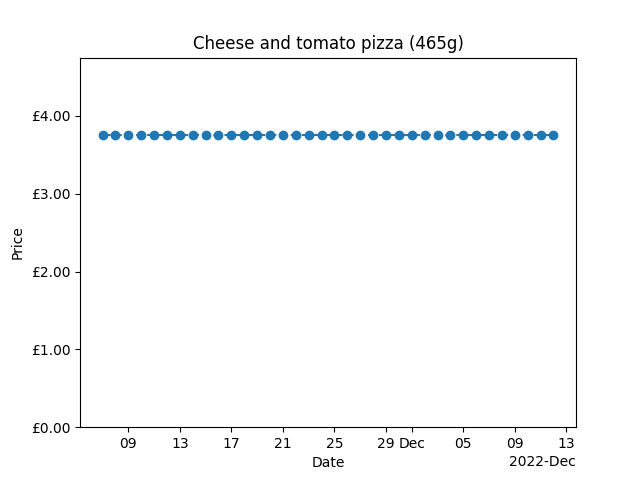 Cheese and tomato pizza (465g)
£4.00
£3.00
£2.00
£1.00
£0.00
Price
09 13 17 21 25 29 Dec 05 09 13
Date
2022-Dec